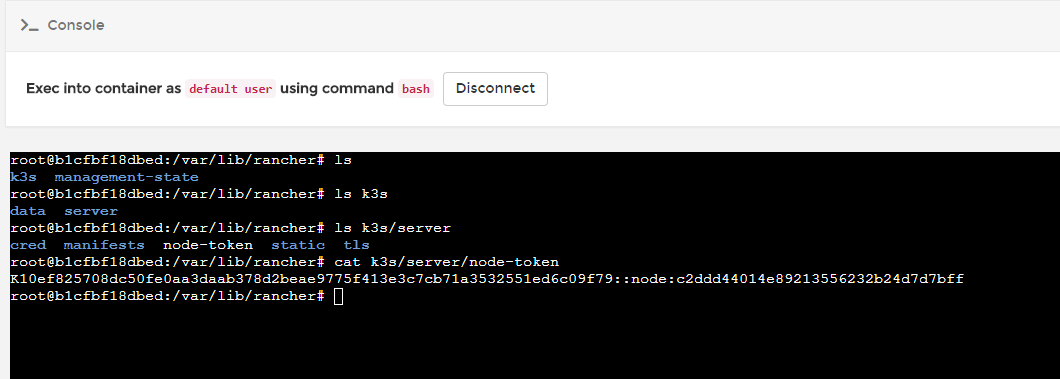 >_ Console
Exec into container as default user using command bash Disconnect
root@b1cfbf18dbed:/var/lib/rancher# ls
k3s management-state
root@b1cfbf18dbed:/var/lib/rancher# ls k3s
data server
root@b1cfbf18dbed:/var/lib/rancher# ls k3s/server
cred manifests node-token static tls
root@b1cfbf18dbed:/var/lib/rancher# cat k3s/server/node-token
K10ef825708dc50fe0aa3daab378d2beae9775f413e3c7cb71a3532551ed6c09f79::node:c2ddd44014e89213556232b24d7d7bff
root@b1cfbf18dbed:/var/lib/rancher#